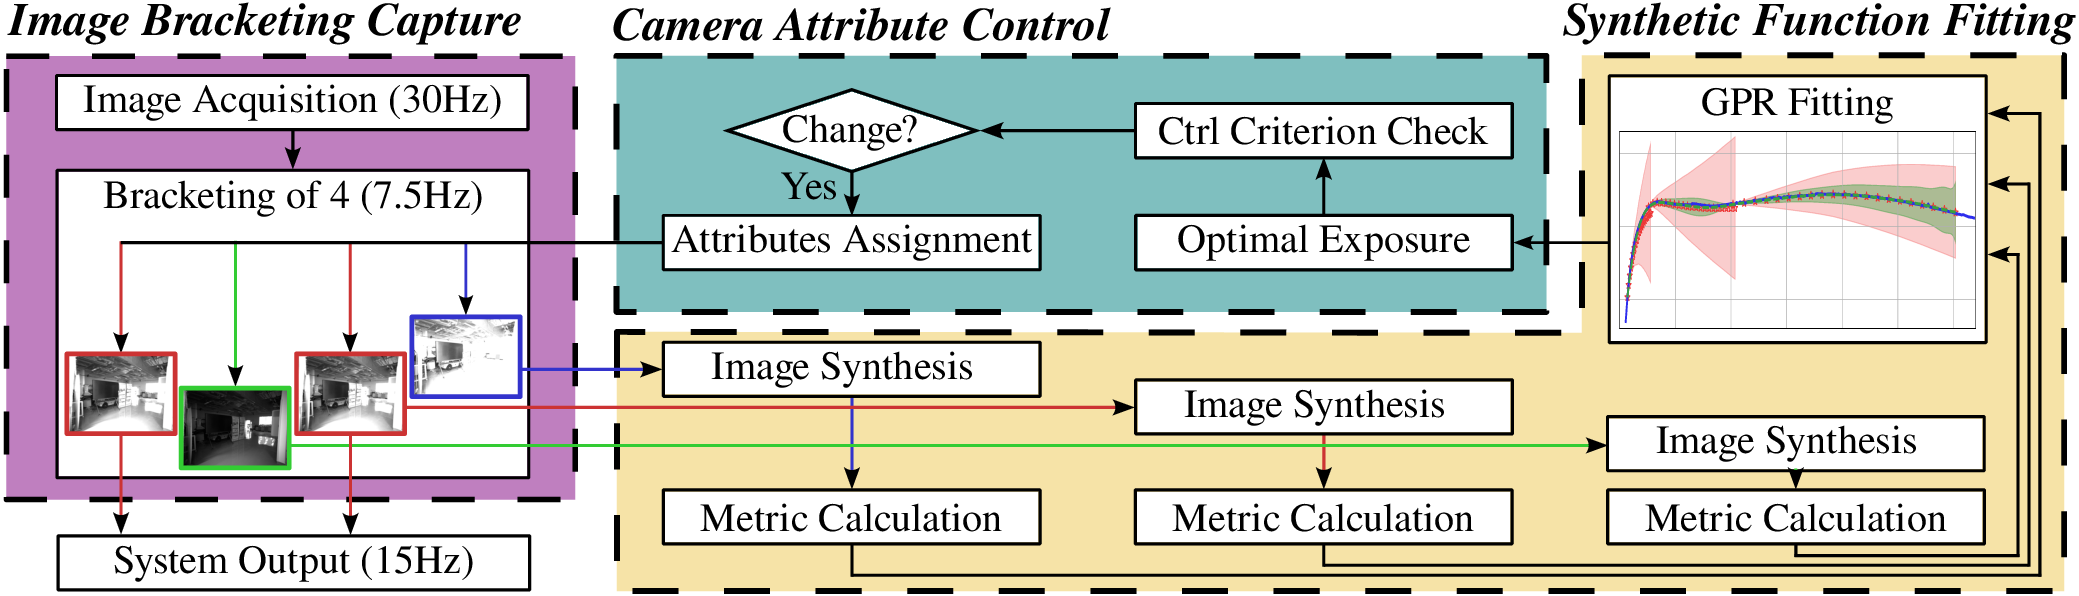 Image Bracketing Capture
Image Acquisition (30Hz)
Bracketing of 4 (7.5Hz)
System Output (15Hz)
Camera Attribute Control
Change?
Yes
Attributes Assignment
Ctrl Criterion Check
Optimal Exposure
Synthetic Function Fitting
GPR Fitting
Image Synthesis
Image Synthesis
Image Synthesis
Metric Calculation
Metric Calculation
Metric Calculation